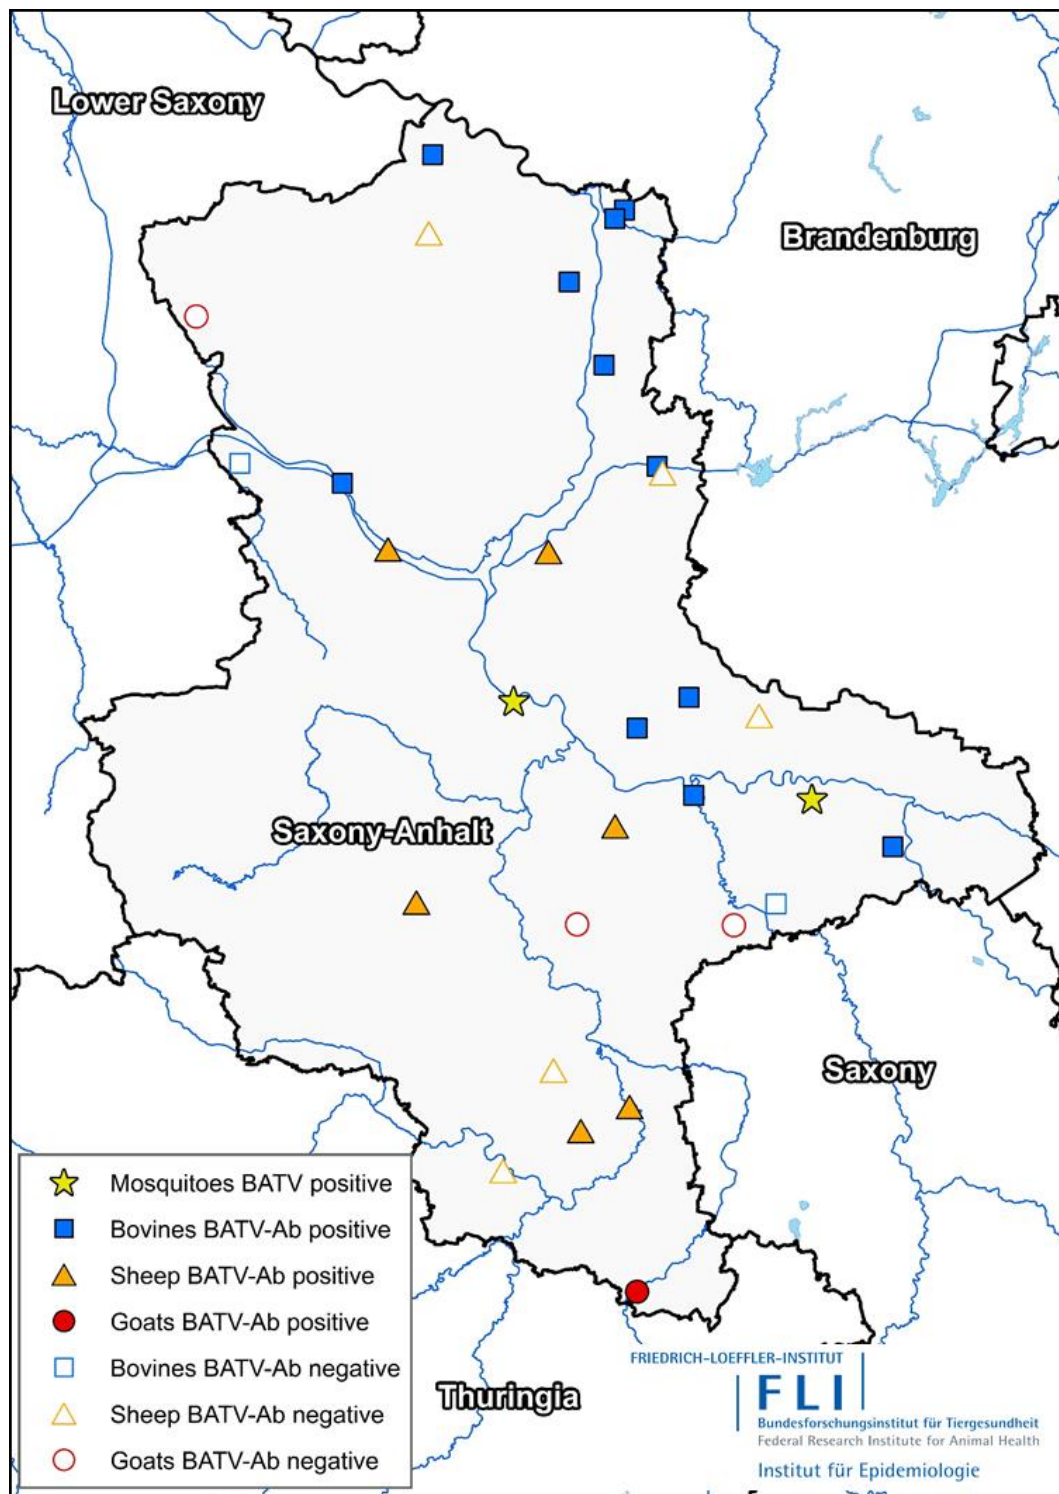 Lower Saxony
Brandenburg
Saxony-Anhalt
Saxony
Thuringia
Mosquitoes BATV positive
Bovines BATV-Ab positive
Sheep BATV-Ab positive
Goats BATV-Ab positive
Bovines BATV-Ab negative
Sheep BATV-Ab negative
Goats BATV-Ab negative
FRIEDRICH-LOEFFLER-INSTITUT
FLI
Bundesforschungsinstitut für Tiergesundheit
Federal Research Institute for Animal Health
Institut für Epidemiologie